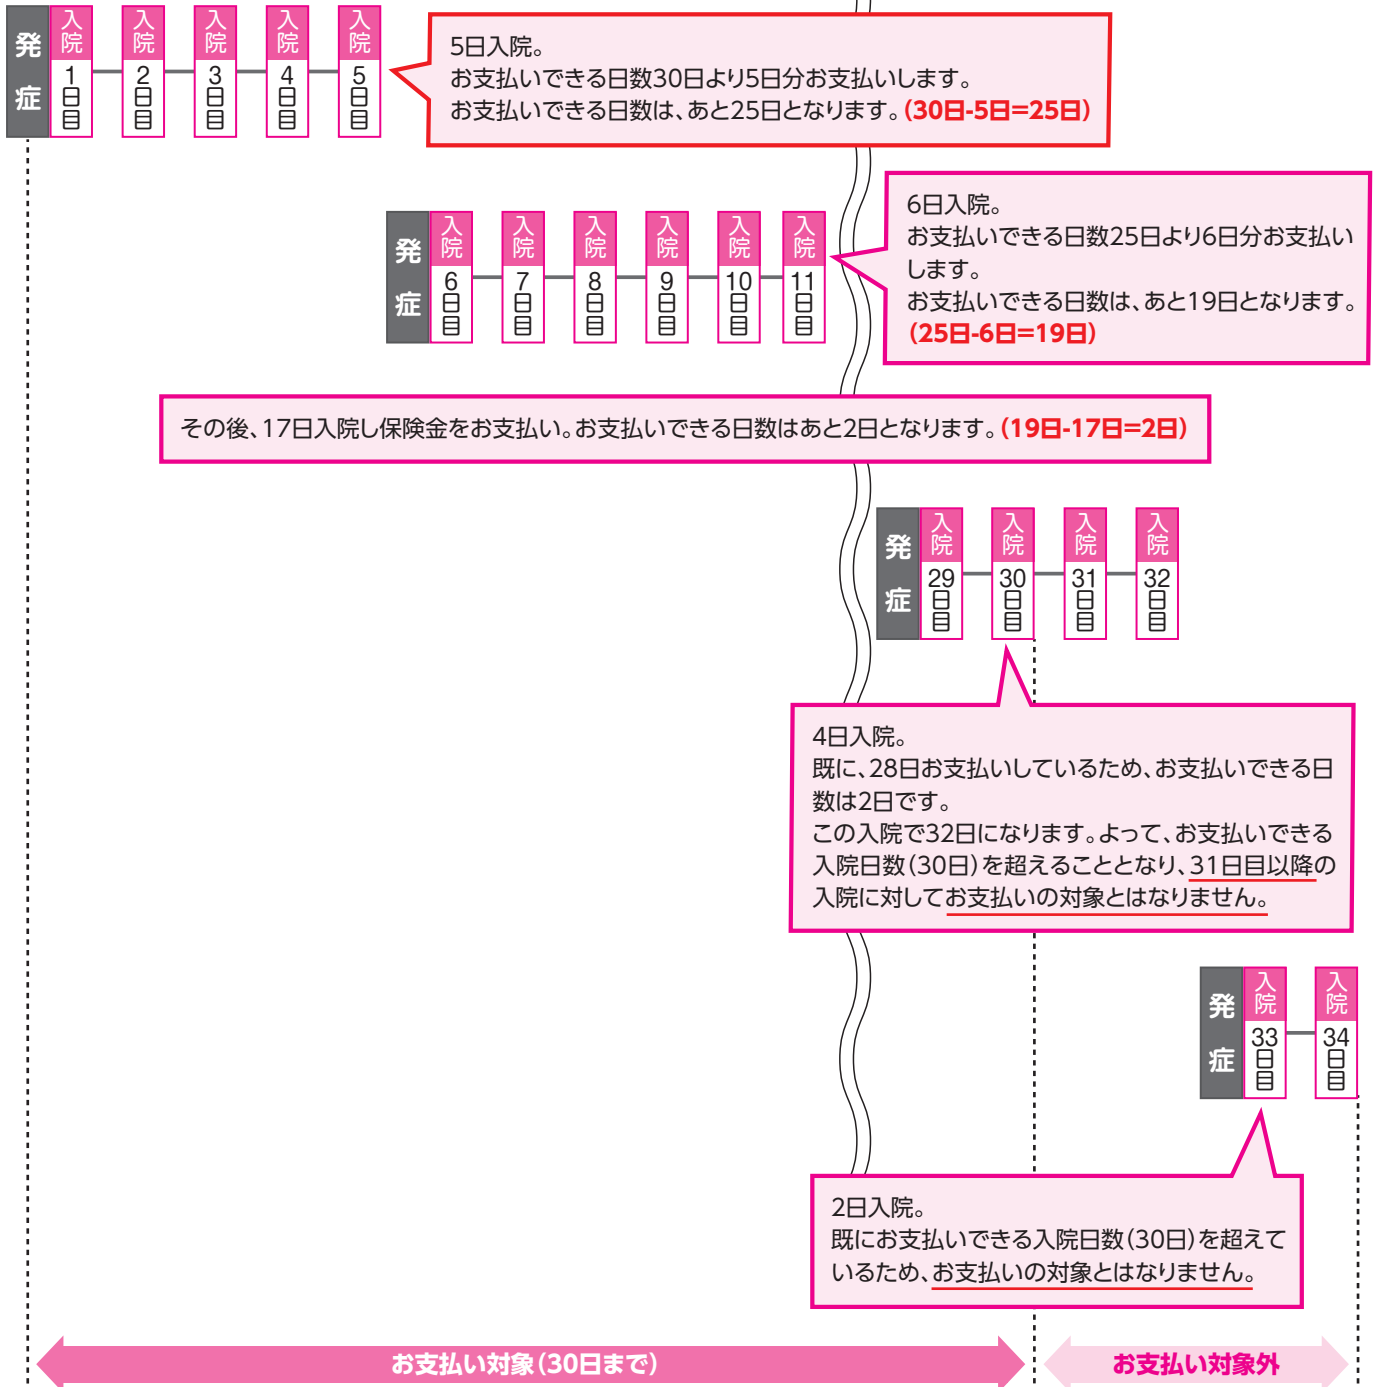 発症
入院
1日目
入院
2日目
入院
3日目
入院
4日目
入院
5日目
5日入院。
お支払いできる日数30日より5日分お支払いします。
お支払いできる日数は、あと25日となります。(30日-5日=25日)
発症
入院
6日目
入院
7日目
入院
8日目
入院
9日目
入院
10日目
入院
11日目
6日入院。
お支払いできる日数25日より6日分お支払い
します。
お支払いできる日数は、あと19日となります。
(25日-6日=19日)
その後、17日入院し保険金をお支払い。お支払いできる日数はあと2日となります。(19日-17日=2日)
発症
入院
29日目
入院
30日目
入院
31日目
入院
32日目
4日入院。
既に、28日お支払いしているため、お支払いできる日
数は2日です。
この入院で32日になります。よって、お支払いできる
入院日数(30日)を超えることとなり、31日目以降の
入院に対してお支払いの対象とはなりません。
発症
入院
33日目
入院
34日目
2日入院。
既にお支払いできる入院日数(30日)を超えて
いるため、お支払いの対象とはなりません。
お支払い対象(30日まで)
お支払い対象外